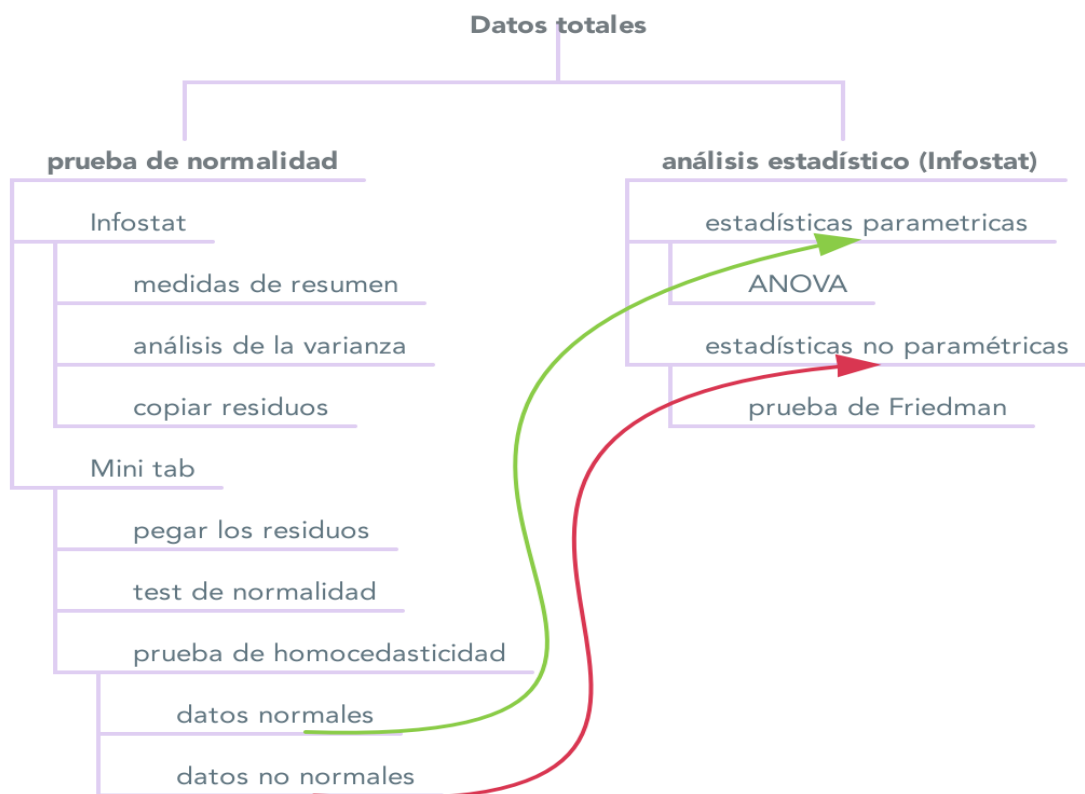 Datos totales
prueba de normalidad
Infostat
medidas de resumen
análisis de la varianza
copiar residuos
Mini tab
pegar los residuos
test de normalidad
prueba de homocedasticidad
datos normales
datos no normales
análisis estadístico (Infostat)
estadísticas parametricas
ANOVA
estadísticas no paramétricas
prueba de Friedman